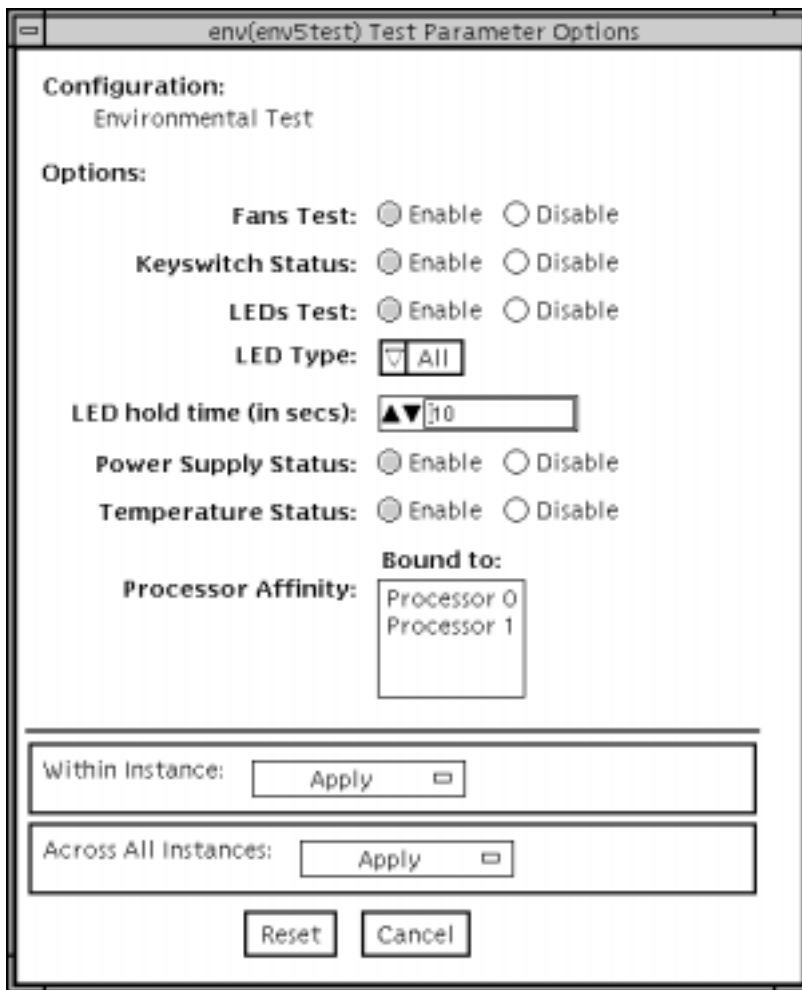 env(env5test) Test Parameter Options
Configuration:
Environmental Test
Options:
Fans Test: Enable Disable
Keyswitch Status: Enable Disable
LEDs Test: Enable Disable
LED Type: All
LED hold time (in secs): 10
Power Supply Status: Enable Disable
Temperature Status: Enable Disable
Bound to:
Processor Affinity:
Processor 0
Processor 1
Within Instance: Apply
Across All Instances: Apply
Reset Cancel